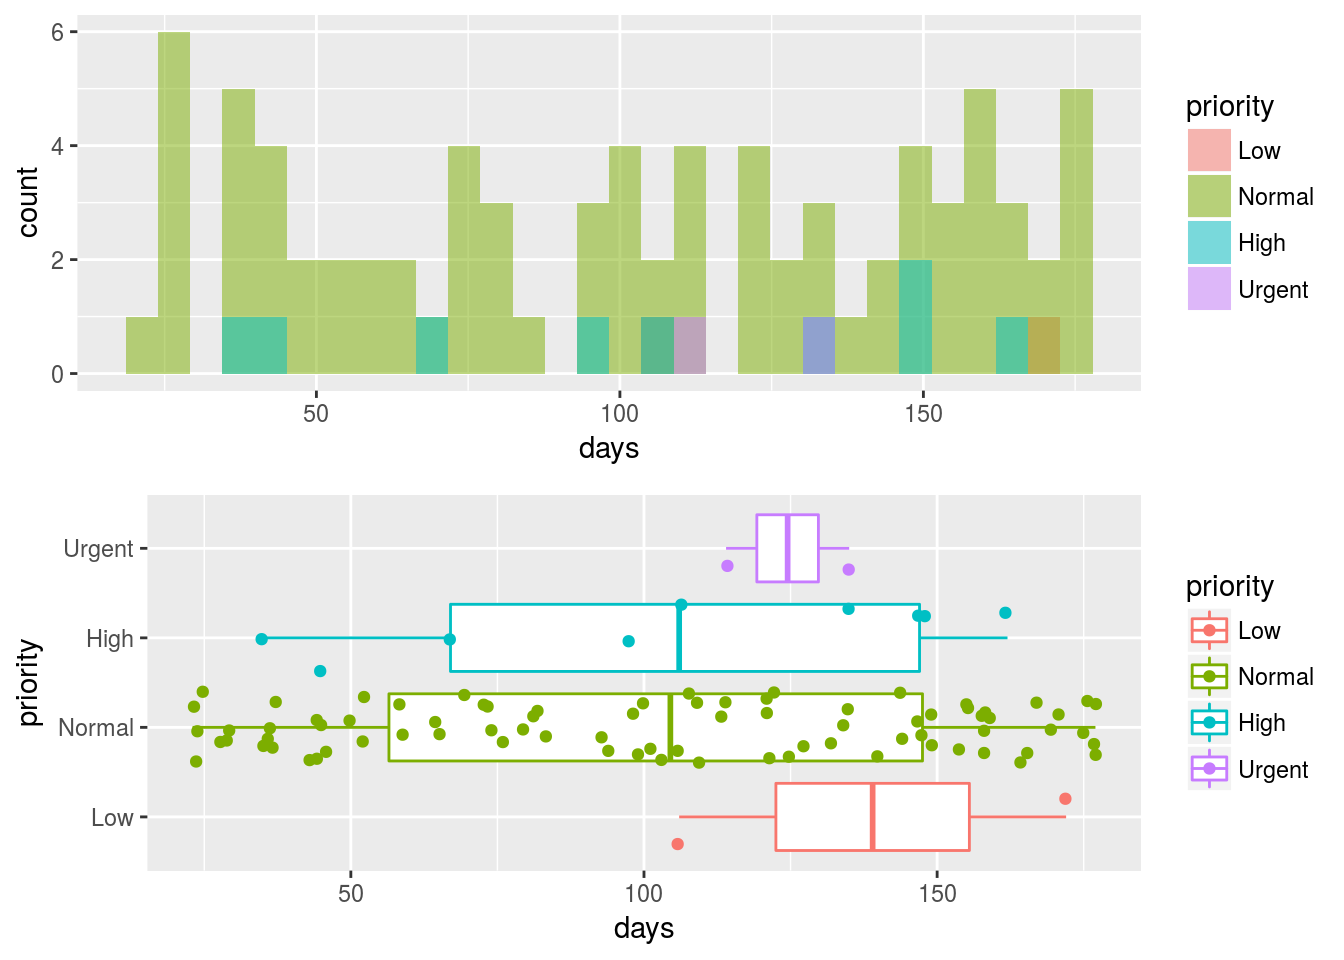 6
4
2
0
count
50 100 150
days
priority
Low
Normal
High
Urgent
Urgent
High
Normal
Low
priority
50 100 150
days
priority
Low
Normal
High
Urgent